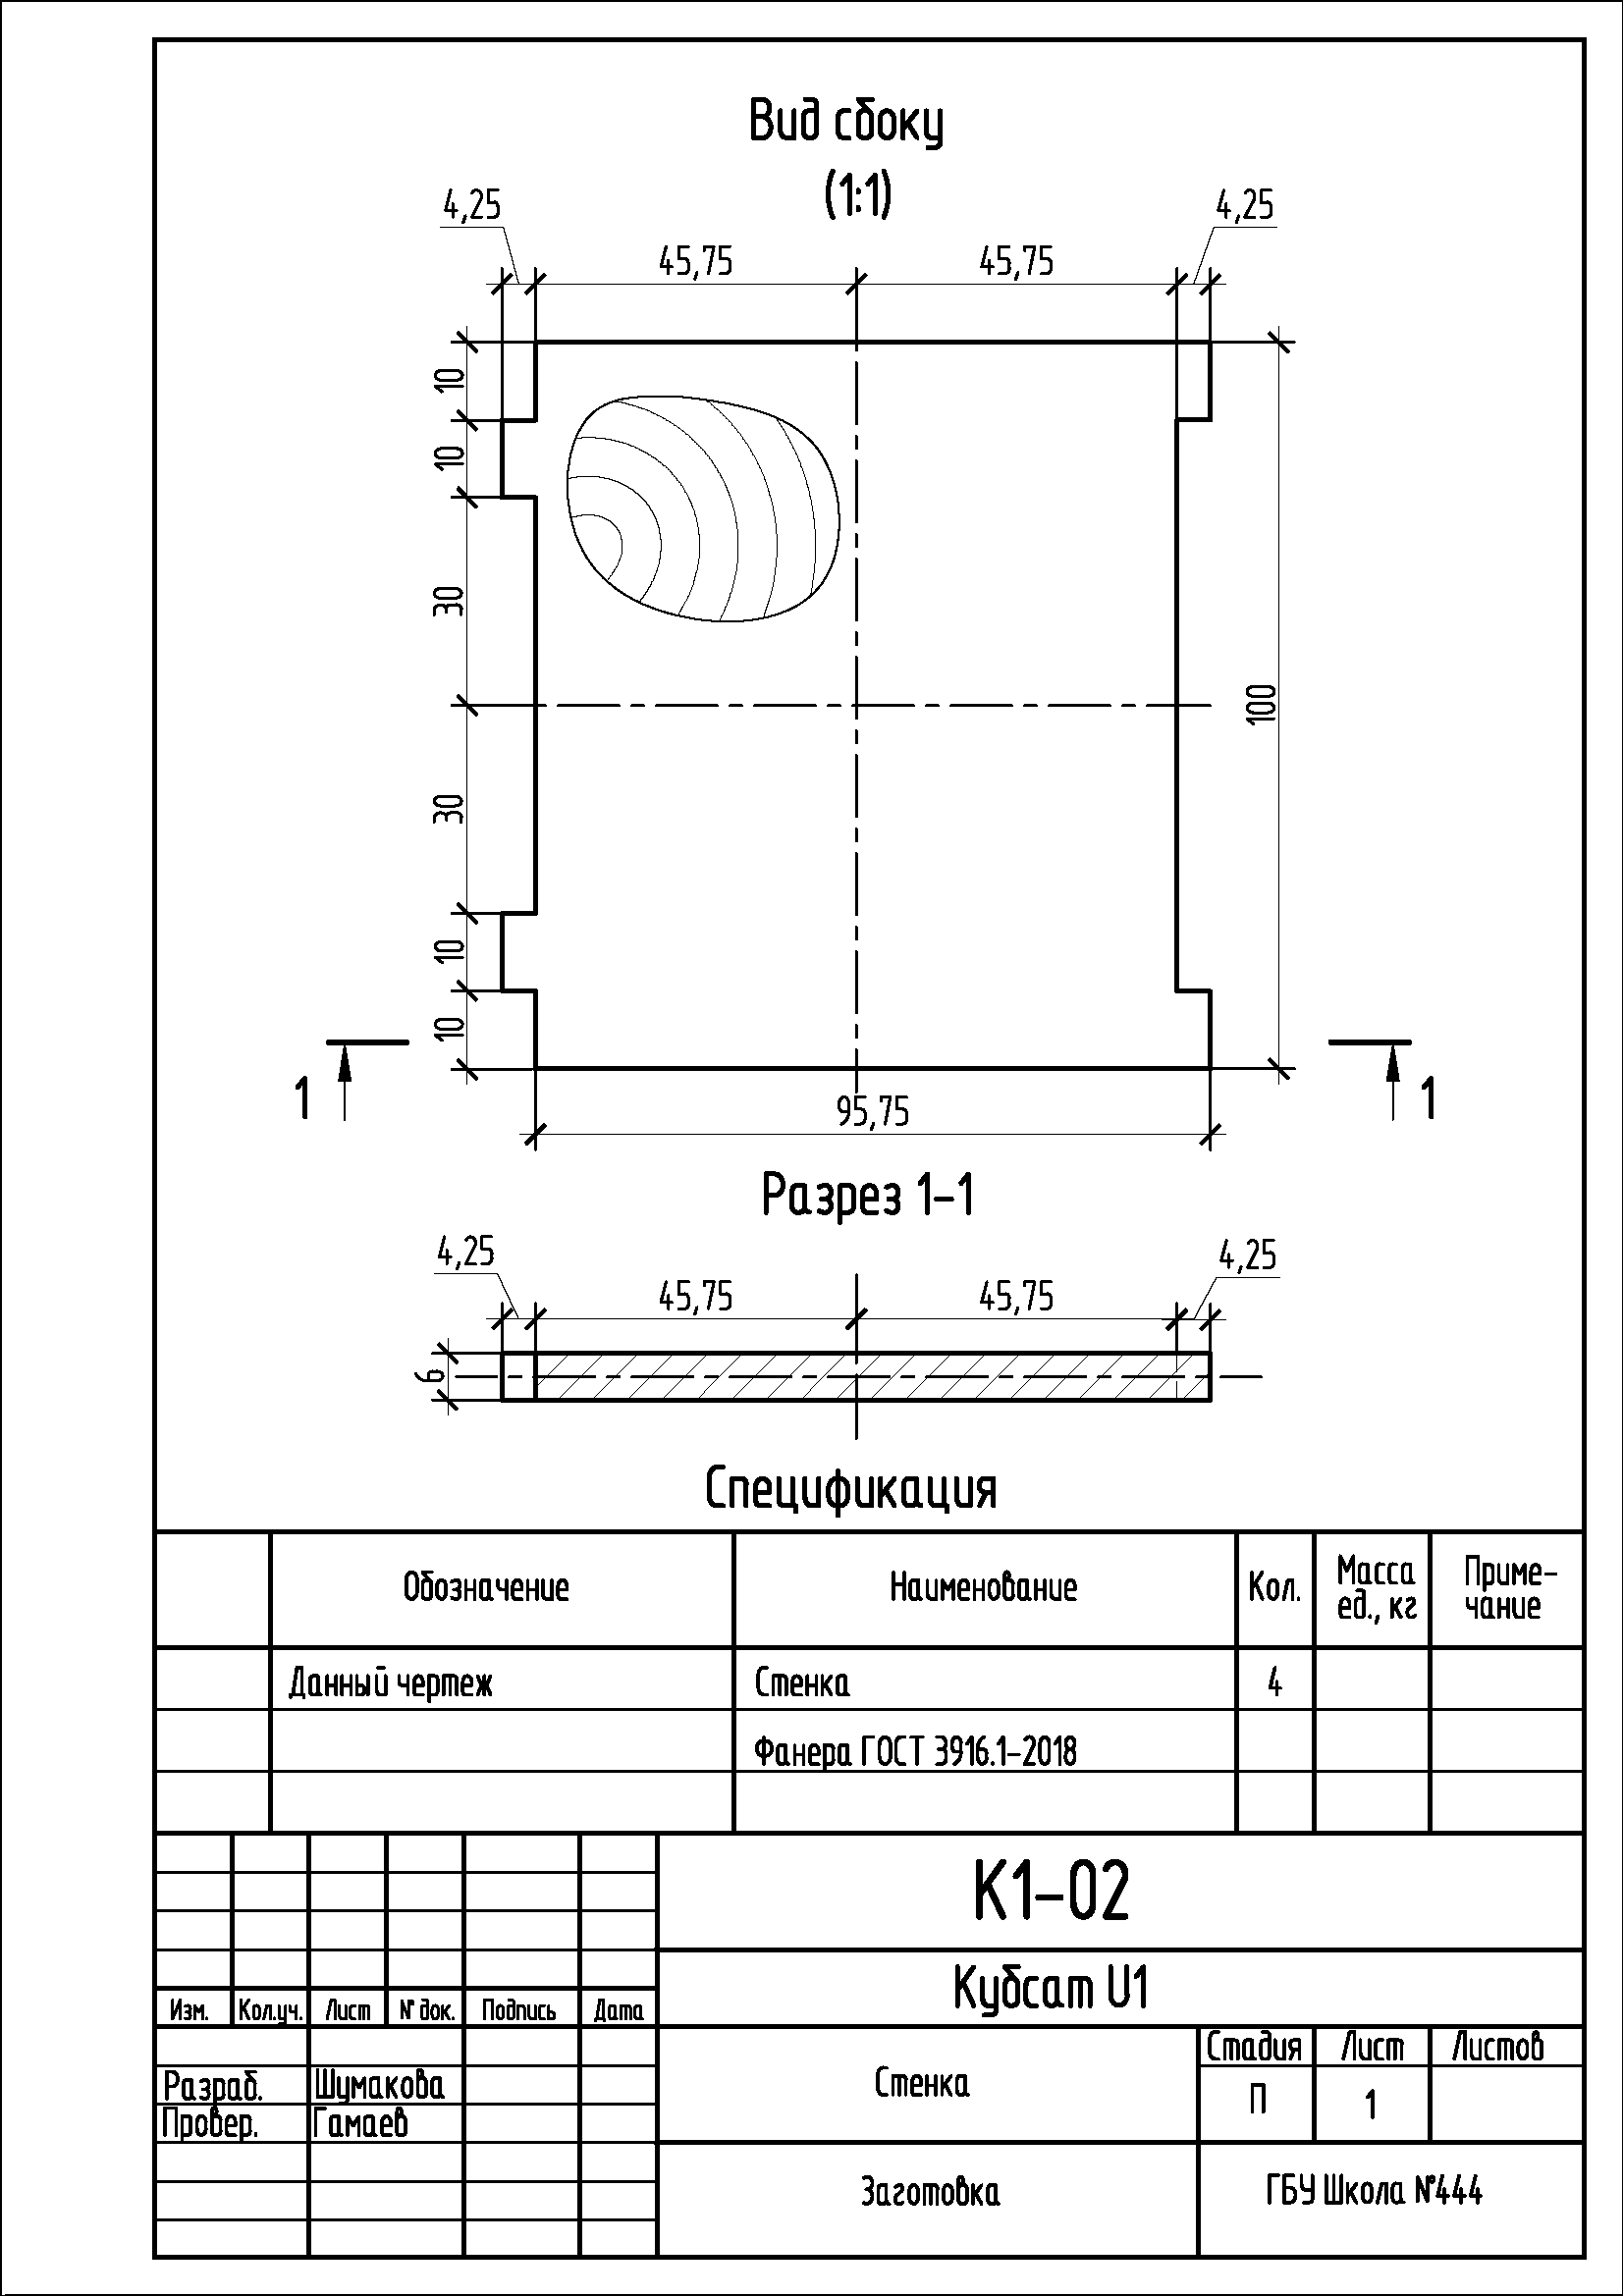 Вид сбоку
(1:1)
4,25
4,25
45,75
45,75
10
10
30
30
10
10
100
1
1
95,75
Разрез 1-1
4,25
4,25
45,75
45,75
6
Спецификация
Обозначение
Наименование
Кол.
Масса
ед., кг
Приме-
чание
Данный чертеж
Стенка
4
Фанера ГОСТ 3916.1-2018
К1-02
Кубсат U1
Изм.
Кол.уч.
Лист
№ док.
Подпись
Дата
Стенка
Стадия
Лист
Листов
П
1
Разраб.
Шумакова
Провер.
Гамаев
Заготовка
ГБУ Школа №444